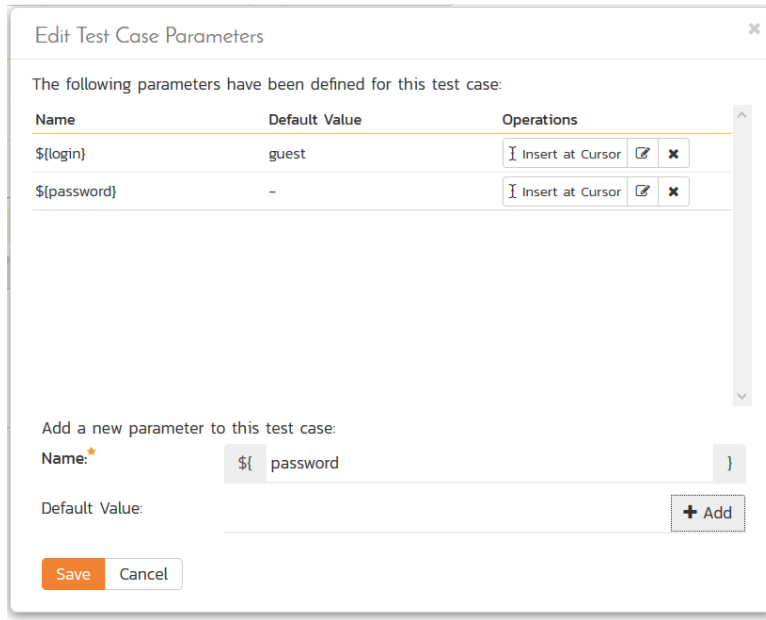 Edit Test Case Parameters
The following parameters have been defined for this test case:
Name Default Value Operations
${login} guest Insert at Cursor
${password} - Insert at Cursor
Add a new parameter to this test case:
Name:* ${ password }
Default Value: + Add
Save Cancel